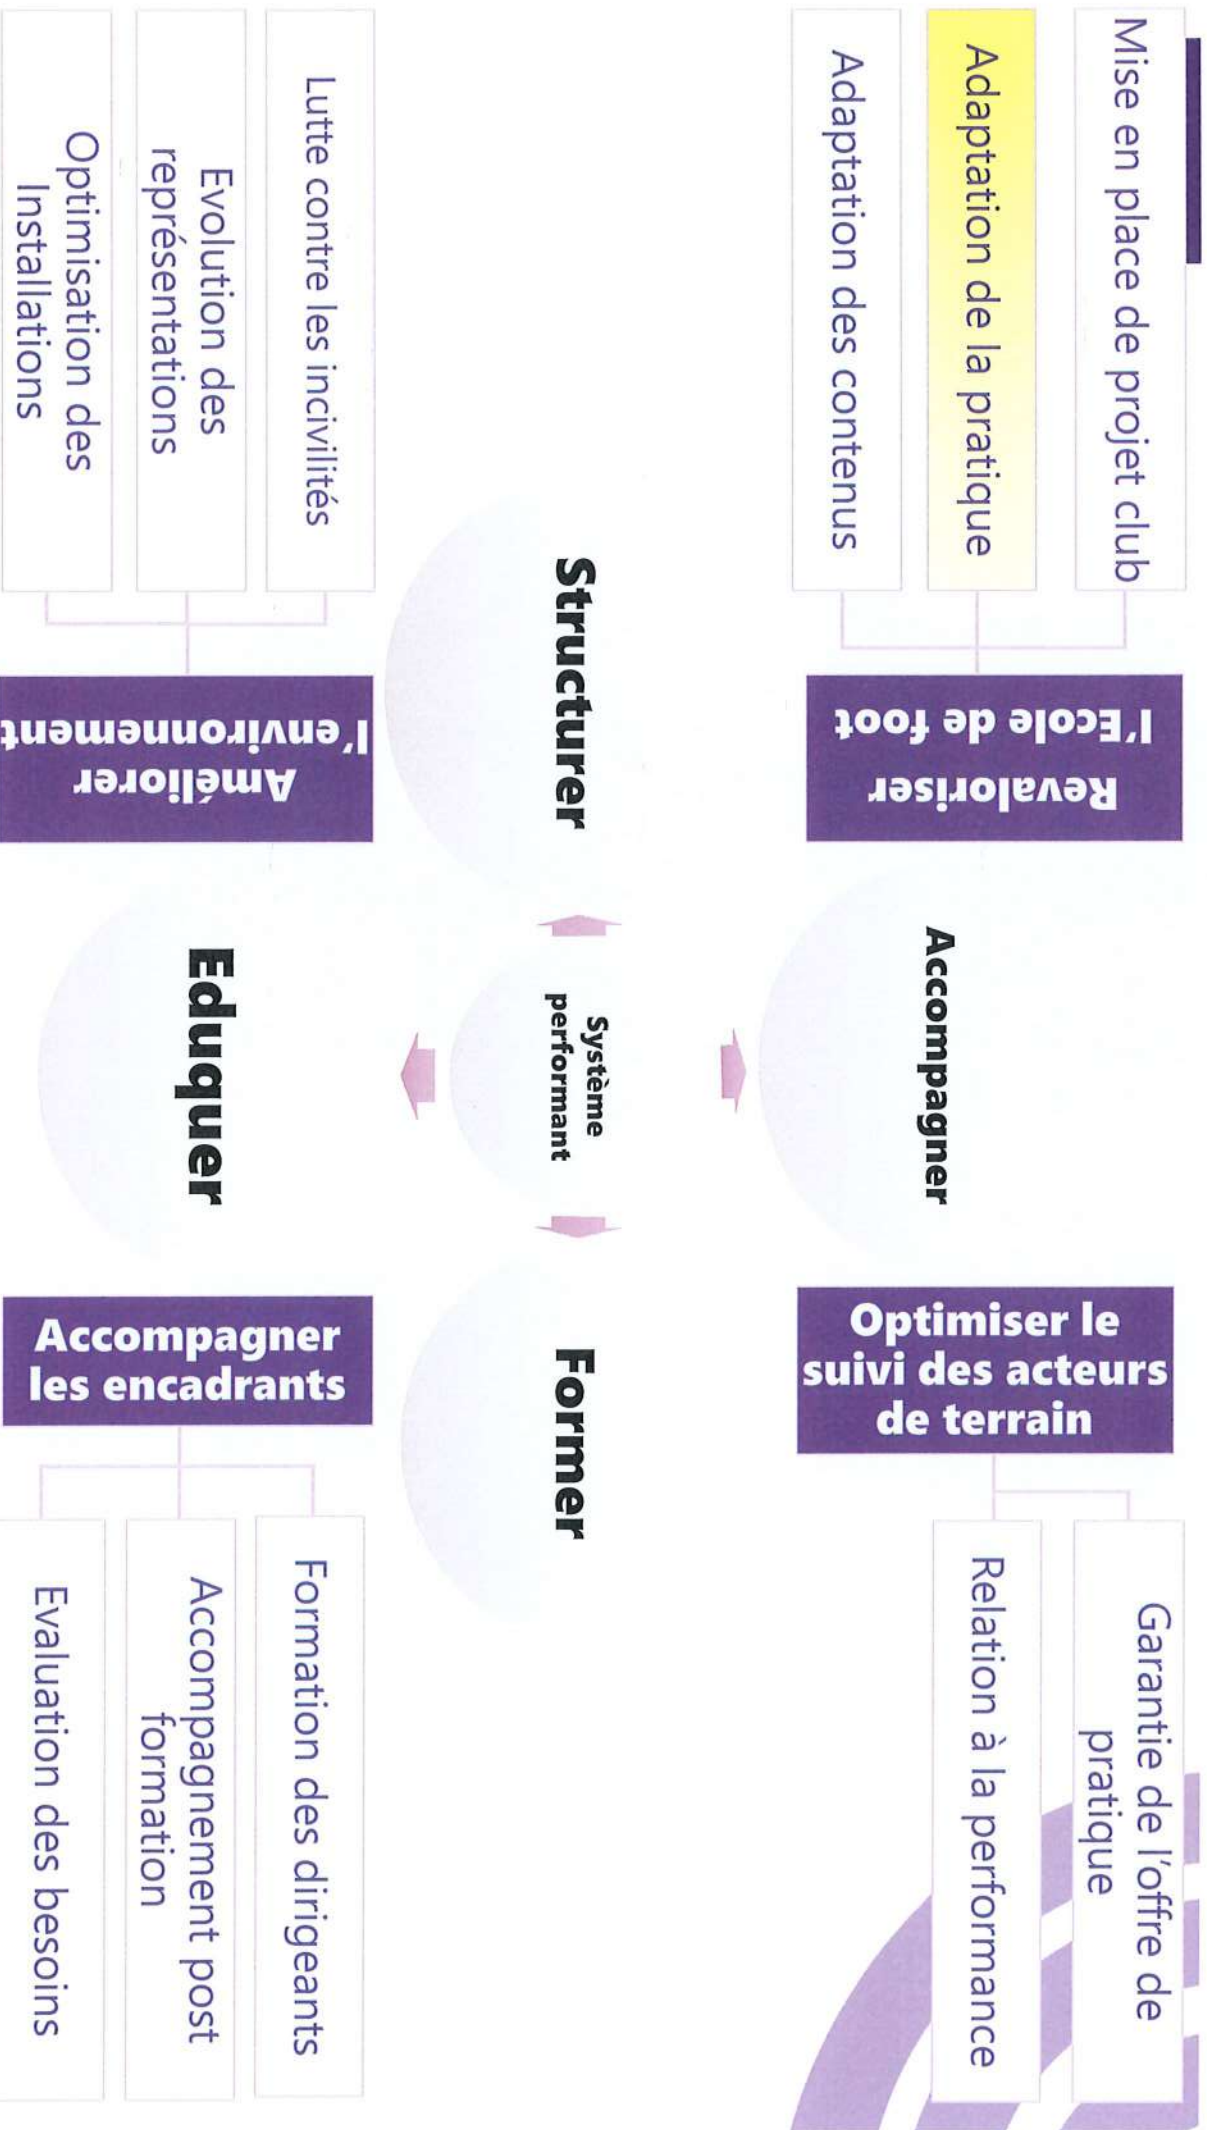 Mise en place de projet club
Adaptation de la pratique
Adaptation des contenus
Revaloriser
l'Ecole de foot
Accompagner
Optimiser le
suivi des acteurs
de terrain
Garantie de l'offre de
pratique
Relation à la performance
Structurer
Système
performant
Former
Lutte contre les incivilités
Evolution des
représentations
Optimisation des
Installations
Améliorer
l'environnement
Eduquer
Accompagner
les encadrants
Formation des dirigeants
Accompagnement post
formation
Evaluation des besoins